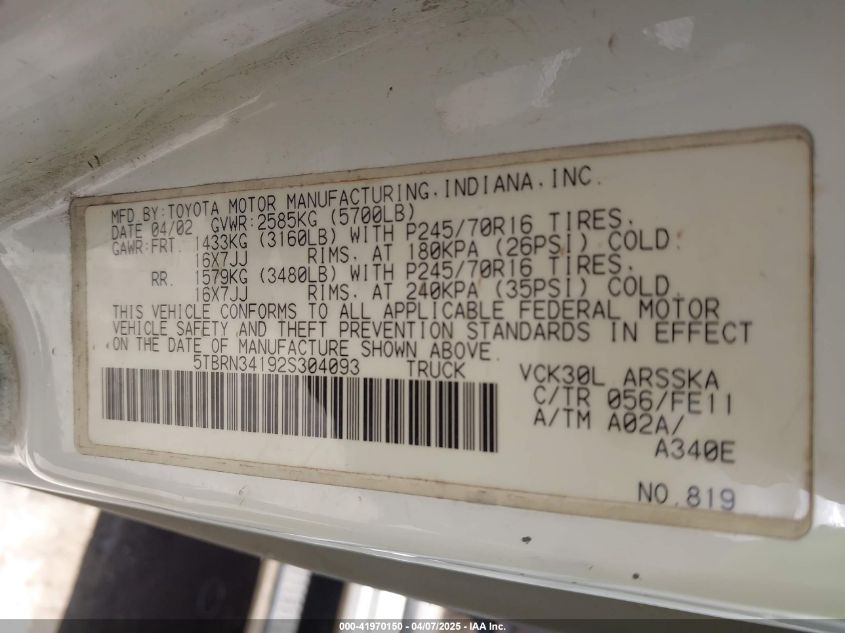 MFD BY:TOYOTA MOTOR MANUFACTURING.INDIANA.INC.
DATE 04/02 GVWR:2585KG (5700LB)
GAWR:FRT. 1433KG (3160LB) WITH P245/70R16 TIRES.
16X7JJ RIMS. AT 180KPA (26PSI) COLD.
RR. 1579KG (3480LB) WITH P245/70R16 TIRES.
16X7JJ RIMS. AT 240KPA (35PSI) COLD.
THIS VEHICLE CONFORMS TO ALL APPLICABLE FEDERAL MOTOR
VEHICLE SAFETY AND THEFT PREVENTION STANDARDS IN EFFECT
ON THE DATE OF MANUFACTURE SHOWN ABOVE.
5TBRN34192S304093 TRUCK
VCK30L ARSSKA
C/TR 056/FE11
A/TM A02A/
A340E
NO.819
000-41970150 - 04/07/2025 - IAA Inc.